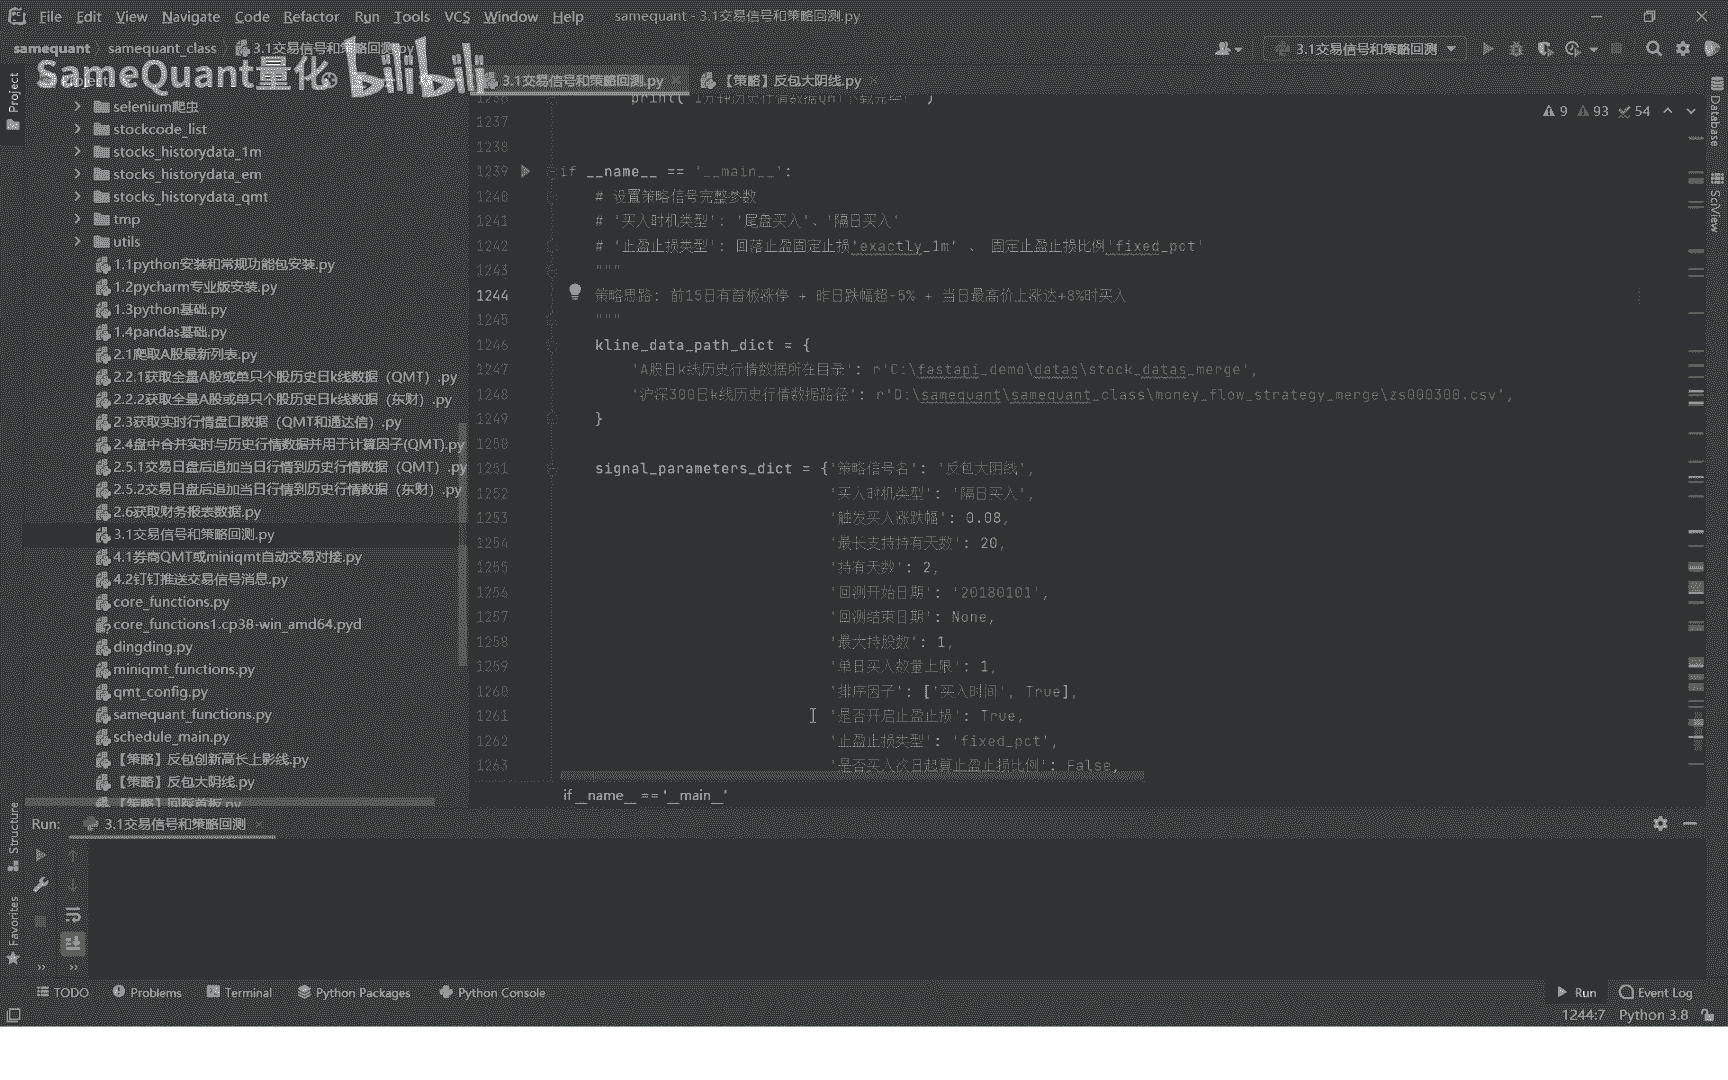 File Edit View Navigate Code Refactor Run Tools VCS Window Help samequant - 3.1交易信号和策略回测.py
samequant samequant_class 3.1交易信号和策略回测.py
3.1交易信号和策略回测
SameQuant量化 bilibili
3.1交易信号和策略回测.py
【策略】反包大阴线.py
Project
selenium爬虫
stockcode_list
stocks_historydata_1m
stocks_historydata_em
stocks_historydata_qmt
tmp
utils
1.1python安装和常规功能包安装.py
1.2pycharm专业版安装.py
1.3python基础.py
1.4pandas基础.py
2.1爬取A股最新列表.py
2.2.1获取全量A股或单只个股历史日k线数据（QMT）.py
2.2.2获取全量A股或单只个股历史日k线数据（东财）.py
2.3获取实时行情盘口数据（QMT和通达信）.py
2.4盘中合并实时与历史行情数据并用于计算因子(QMT).py
2.5.1交易日盘后追加当日行情到历史行情数据（QMT）.py
2.5.2交易日盘后追加当日行情到历史行情数据（东财）.py
2.6获取财务报表数据.py
3.1交易信号和策略回测.py
4.1券商QMT或miniqmt自动交易对接.py
4.2钉钉推送交易信号消息.py
core_functions.py
core_functions1.cp38-win_amd64.pyd
dingding.py
miniqmt_functions.py
qmt_config.py
samequant_functions.py
schedule_main.py
【策略】反包创新高长上影线.py
【策略】反包大阴线.py
【策略】回踩首板.py
Structure
Favorites
9 93 54
Database
SciView
1236 print("1分钟历史行情数据QMT下载完毕!")
1237
1238
1239 if __name__ == '__main__':
1240 # 设置策略信号完整参数
1241 # '买入时机类型': '尾盘买入'、'隔日买入'
1242 # '止盈止损类型': 回落止盈固定止损'exactly_1m' 、 固定止盈止损比例'fixed_pct'
1243 """
1244 策略思路: 前15日有首板涨停 + 昨日跌幅超-5% + 当日最高价上涨达+8%时买入
1245 """
1246 kline_data_path_dict = {
1247 'A股日k线历史行情数据所在目录': r'C:\fastapi_demo\datas\stock_datas_merge',
1248 '沪深300日k线历史行情数据路径': r'D:\samequant\samequant_class\money_flow_strategy_merge\zs000300.csv',
1249 }
1250
1251 signal_parameters_dict = {'策略信号名': '反包大阴线',
1252 '买入时机类型': '隔日买入',
1253 '触发买入涨跌幅': 0.08,
1254 '最长支持持有天数': 20,
1255 '持有天数': 2,
1256 '回测开始日期': '20180101',
1257 '回测结束日期': None,
1258 '最大持股数': 1,
1259 '单日买入数量上限': 1,
1260 '排序因子': ['买入时间', True],
1261 '是否开启止盈止损': True,
1262 '止盈止损类型': 'fixed_pct',
1263 '是否买入次日起算止盈止损比例': False,
if __name__ == '__main__'
Run: 3.1交易信号和策略回测
TODO Problems Terminal Python Packages Python Console Run Event Log
1244:7 Python 3.8